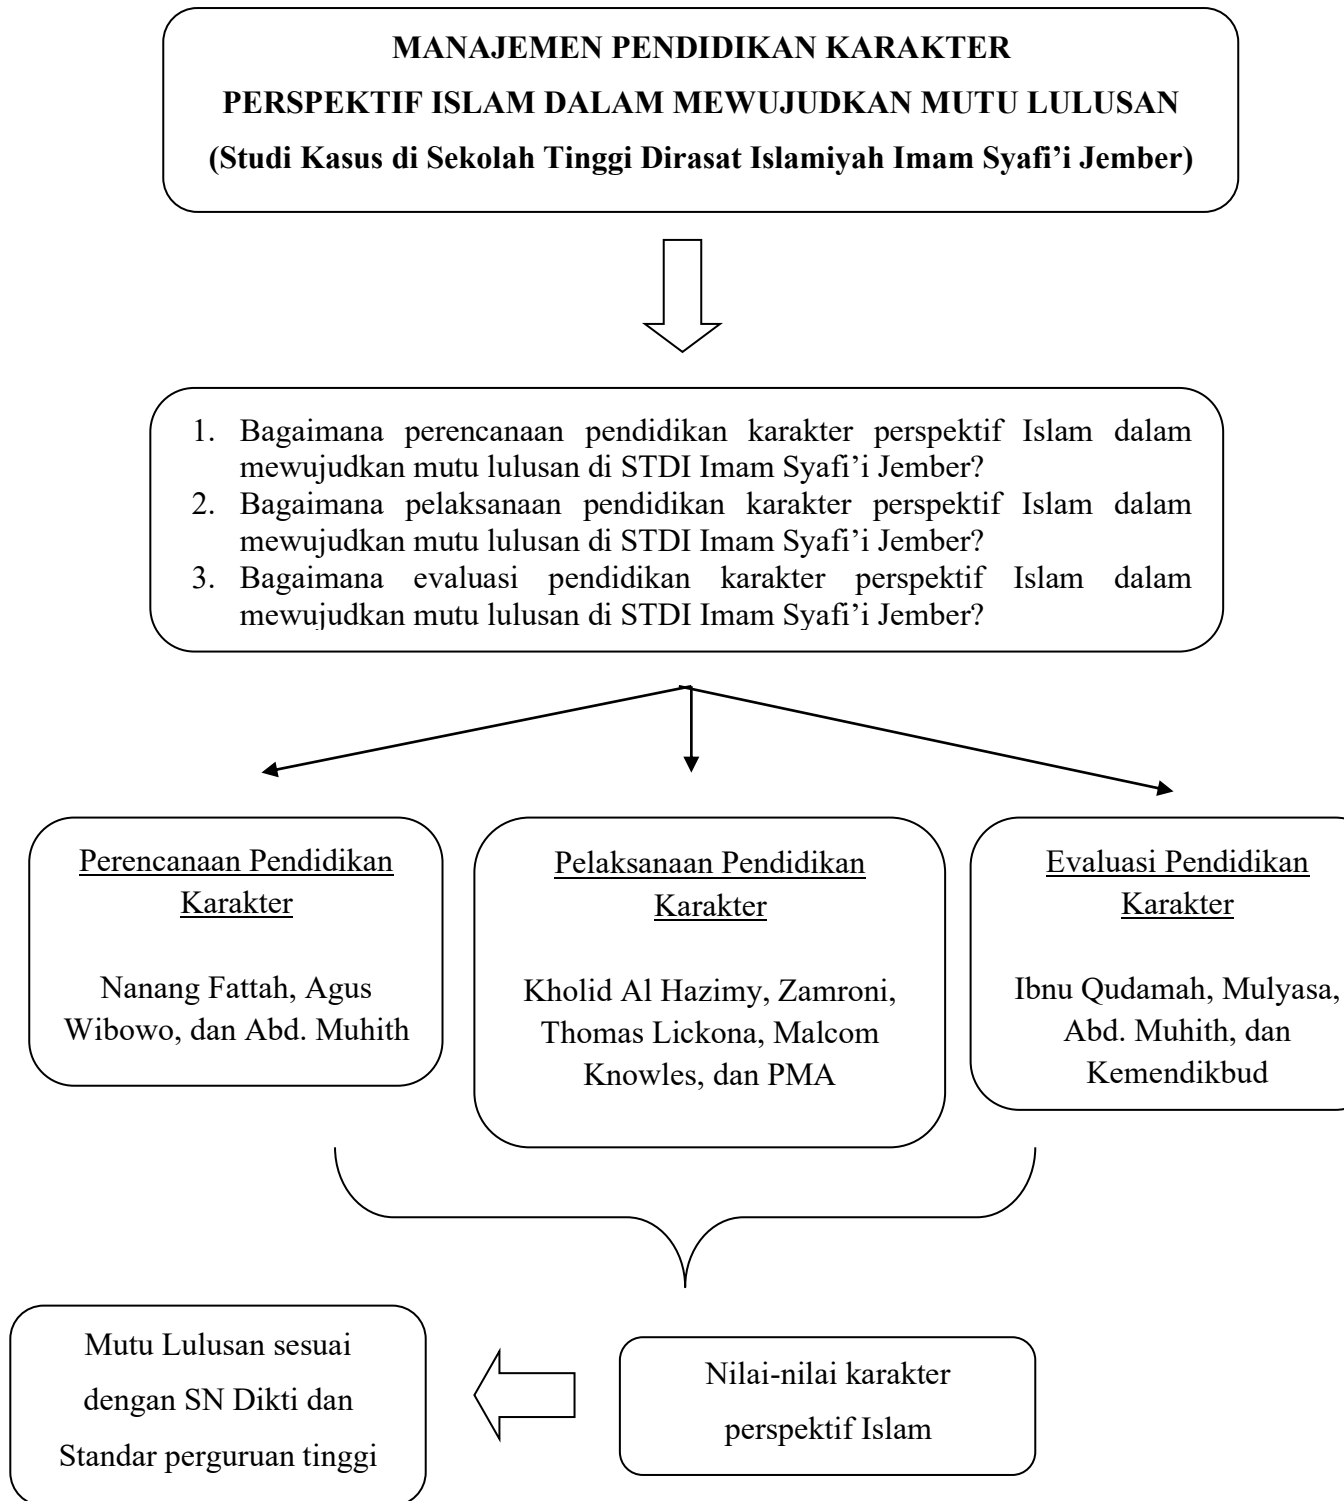 MANAJEMEN PENDIDIKAN KARAKTER
PERSPEKTIF ISLAM DALAM MEWUJUDKAN MUTU LULUSAN
(Studi Kasus di Sekolah Tinggi Dirasat Islamiyah Imam Syafi’i Jember)
1. Bagaimana perencanaan pendidikan karakter perspektif Islam dalam
mewujudkan mutu lulusan di STDI Imam Syafi’i Jember?
2. Bagaimana pelaksanaan pendidikan karakter perspektif Islam dalam
mewujudkan mutu lulusan di STDI Imam Syafi’i Jember?
3. Bagaimana evaluasi pendidikan karakter perspektif Islam dalam
mewujudkan mutu lulusan di STDI Imam Syafi’i Jember?
Perencanaan Pendidikan
Karakter
Nanang Fattah, Agus
Wibowo, dan Abd. Muhith
Pelaksanaan Pendidikan
Karakter
Kholid Al Hazimy, Zamroni,
Thomas Lickona, Malcom
Knowles, dan PMA
Evaluasi Pendidikan
Karakter
Ibnu Qudamah, Mulyasa,
Abd. Muhith, dan
Kemendikbud
Mutu Lulusan sesuai
dengan SN Dikti dan
Standar perguruan tinggi
Nilai-nilai karakter
perspektif Islam